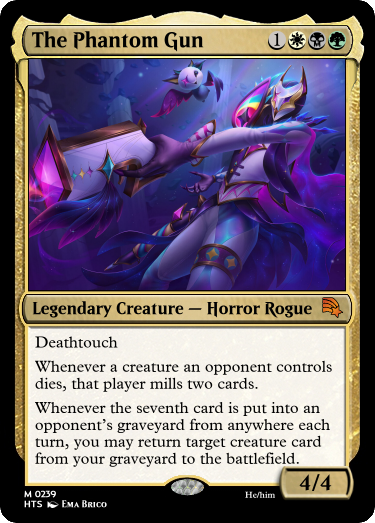 The Phantom Gun 1
Legendary Creature — Horror Rogue
Deathtouch
Whenever a creature an opponent controls
dies, that player mills two cards.
Whenever the seventh card is put into an
opponent's graveyard from anywhere each
turn, you may return target creature card
from your graveyard to the battlefield.
4/4
M 0239
HTS Ema Brico
He/him